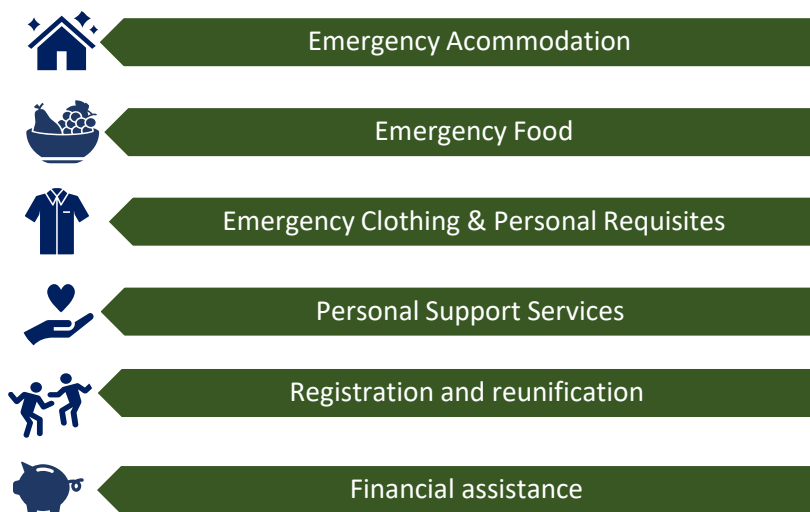 Emergency Acommodation
Emergency Food
Emergency Clothing & Personal Requisites
Personal Support Services
Registration and reunification
Financial assistance